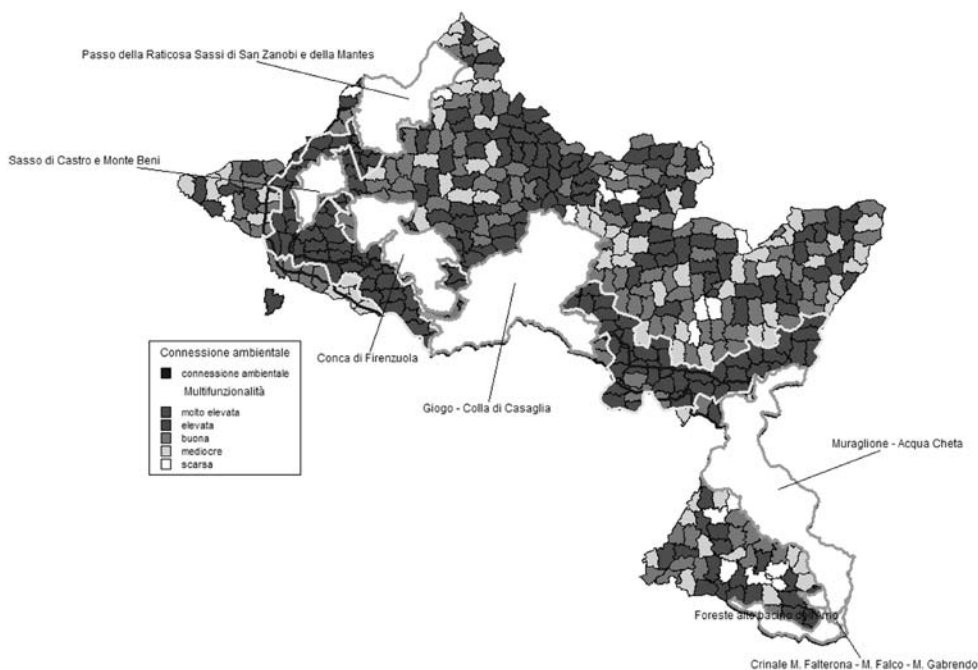 Passo della Raticosa Sassi di San Zanobi e della Mantes
Sasso di Castro e Monte Beni
Conca di Firenzuola
Giogo - Colla di Casaglia
Connessione ambientale
connessione ambientale
Multifunzionalità
molto elevata
elevata
buona
mediocre
scarsa
Muraglione - Acqua Cheta
Foreste alto bacino dell'Arno
Crinale M. Falterona - M. Falco - M. Gabrendo